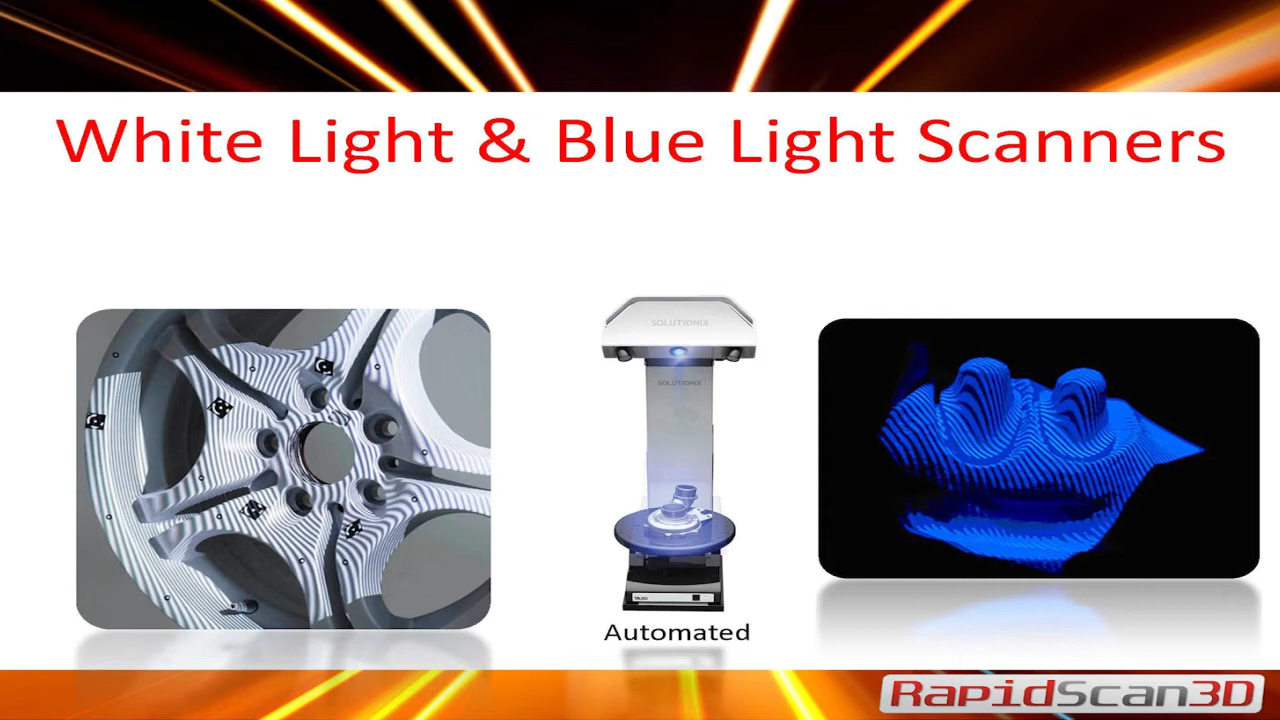 White Light & Blue Light Scanners
SOLUTIONIX
SOLUTIONIX
Automated
RapidScan3D